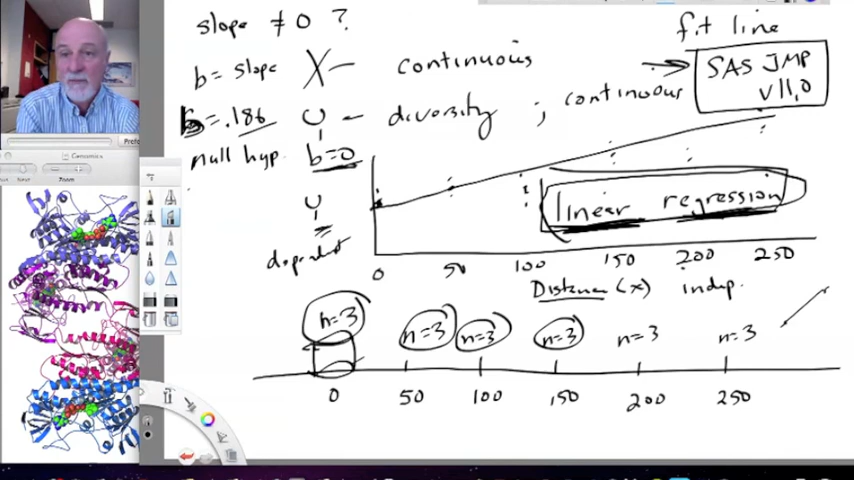 slope ≠ 0 ?
fit line
b = slope X — continuous
SAS JMP
v11.0
b = .186 Y — diversity ; continuous
null hyp. b=0
Y
linear regression
dependent
0 50 100 150 200 250
Distance (x) indep.
n=3 n=3 n=3 n=3 n=3 n=3
0 50 100 150 200 250
Genomics
Zoom